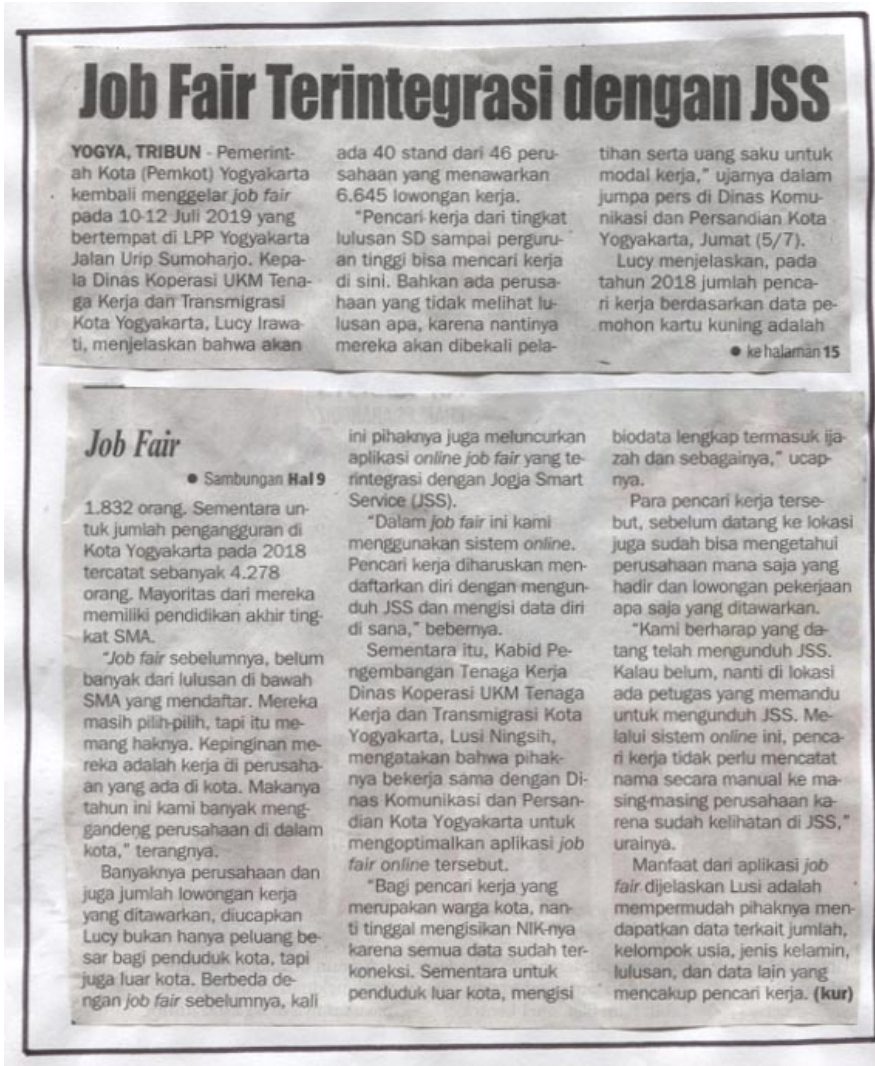 Job Fair Terintegrasi dengan JSS
YOGYA, TRIBUN - Pemerint-
ah Kota (Pemkot) Yogyakarta
kembali menggelar job fair
pada 10-12 Juli 2019 yang
bertempat di LPP Yogyakarta
Jalan Urip Sumoharjo. Kepa-
la Dinas Koperasi UKM Tena-
ga Kerja dan Transmigrasi
Kota Yogyakarta, Lucy Irawa-
ti, menjelaskan bahwa akan
ada 40 stand dari 46 peru-
sahaan yang menawarkan
6.645 lowongan kerja.
"Pencari kerja dari tingkat
lulusan SD sampai perguru-
an tinggi bisa mencari kerja
di sini. Bahkan ada perusa-
haan yang tidak melihat lu-
lusan apa, karena nantinya
mereka akan dibekali pela-
tihan serta uang saku untuk
modal kerja," ujarnya dalam
jumpa pers di Dinas Komu-
nikasi dan Persandian Kota
Yogyakarta, Jumat (5/7).
Lucy menjelaskan, pada
tahun 2018 jumlah penca-
ri kerja berdasarkan data pe-
mohon kartu kuning adalah
● ke halaman 15
Job Fair
● Sambungan Hal 9
1.832 orang. Sementara un-
tuk jumlah pengangguran di
Kota Yogyakarta pada 2018
tercatat sebanyak 4.278
orang. Mayoritas dari mereka
memiliki pendidikan akhir ting-
kat SMA.
"Job fair sebelumnya, belum
banyak dari lulusan di bawah
SMA yang mendaftar. Mereka
masih pilih-pilih, tapi itu me-
mang haknya. Kepinginan me-
reka adalah kerja di perusaha-
an yang ada di kota. Makanya
tahun ini kami banyak meng-
gandeng perusahaan di dalam
kota," terangnya.
Banyaknya perusahaan dan
juga jumlah lowongan kerja
yang ditawarkan, diucapkan
Lucy bukan hanya peluang be-
sar bagi penduduk kota, tapi
juga luar kota. Berbeda de-
ngan job fair sebelumnya, kali
ini pihaknya juga meluncurkan
aplikasi online job fair yang te-
rintegrasi dengan Jogja Smart
Service (JSS).
"Dalam job fair ini kami
menggunakan sistem online.
Pencari kerja diharuskan men-
daftarkan diri dengan mengun-
duh JSS dan mengisi data diri
di sana," bebernya.
Sementara itu, Kabid Pe-
ngembangan Tenaga Kerja
Dinas Koperasi UKM Tenaga
Kerja dan Transmigrasi Kota
Yogyakarta, Lusi Ningsih,
mengatakan bahwa pihak-
nya bekerja sama dengan Di-
nas Komunikasi dan Persan-
dian Kota Yogyakarta untuk
mengoptimalkan aplikasi job
fair online tersebut.
"Bagi pencari kerja yang
merupakan warga kota, nan-
ti tinggal mengisikan NIK-nya
karena semua data sudah ter-
koneksi. Sementara untuk
penduduk luar kota, mengisi
biodata lengkap termasuk ija-
zah dan sebagainya," ucap-
nya.
Para pencari kerja terse-
but, sebelum datang ke lokasi
juga sudah bisa mengetahui
perusahaan mana saja yang
hadir dan lowongan pekerjaan
apa saja yang ditawarkan.
"Kami berharap yang da-
tang telah mengunduh JSS.
Kalau belum, nanti di lokasi
ada petugas yang memandu
untuk mengunduh JSS. Me-
lalui sistem online ini, penca-
ri kerja tidak perlu mencatat
nama secara manual ke ma-
sing-masing perusahaan ka-
rena sudah kelihatan di JSS,"
urainya.
Manfaat dari aplikasi job
fair dijelaskan Lusi adalah
mempermudah pihaknya men-
dapatkan data terkait jumlah,
kelompok usia, jenis kelamin,
lulusan, dan data lain yang
mencakup pencari kerja. (kur)